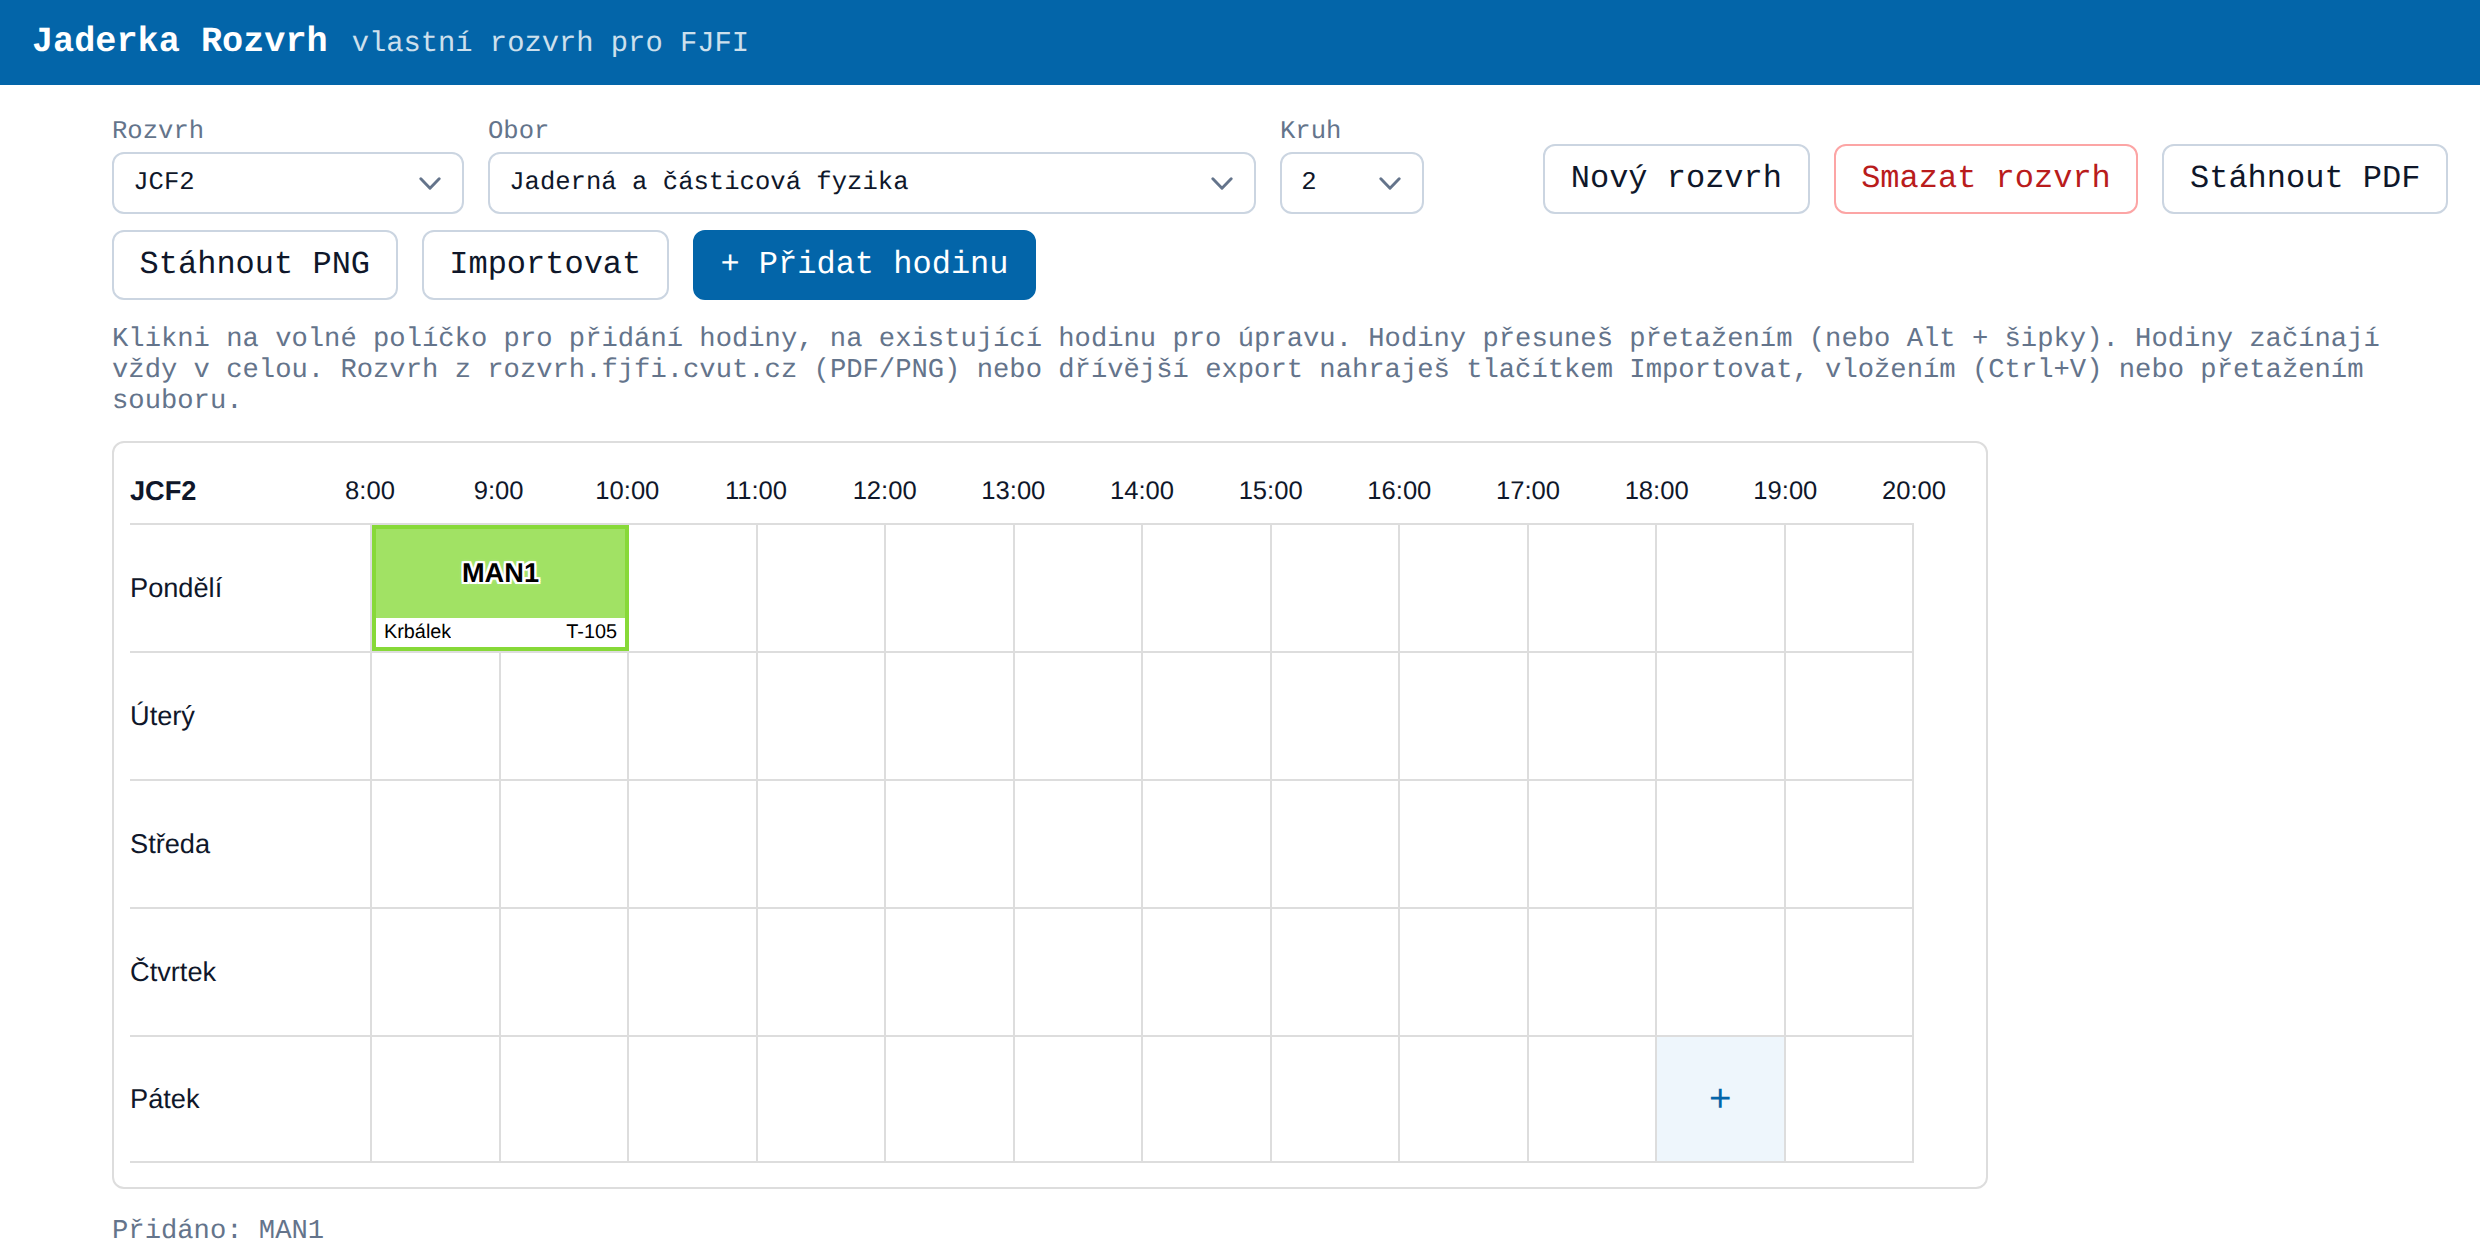 Jaderka Rozvrh vlastní rozvrh pro FJFI
Rozvrh Obor Kruh
JCF2 Jaderná a částicová fyzika 2 Nový rozvrh Smazat rozvrh Stáhnout PDF
Stáhnout PNG Importovat + Přidat hodinu
Klikni na volné políčko pro přidání hodiny, na existující hodinu pro úpravu. Hodiny přesuneš přetažením (nebo Alt + šipky). Hodiny začínají
vždy v celou. Rozvrh z rozvrh.fjfi.cvut.cz (PDF/PNG) nebo dřívější export nahraješ tlačítkem Importovat, vložením (Ctrl+V) nebo přetažením
souboru.
JCF2 8:00 9:00 10:00 11:00 12:00 13:00 14:00 15:00 16:00 17:00 18:00 19:00 20:00
MAN1
Pondělí
Krbálek T-105
Úterý
Středa
Čtvrtek
Pátek +
Přidáno: MAN1